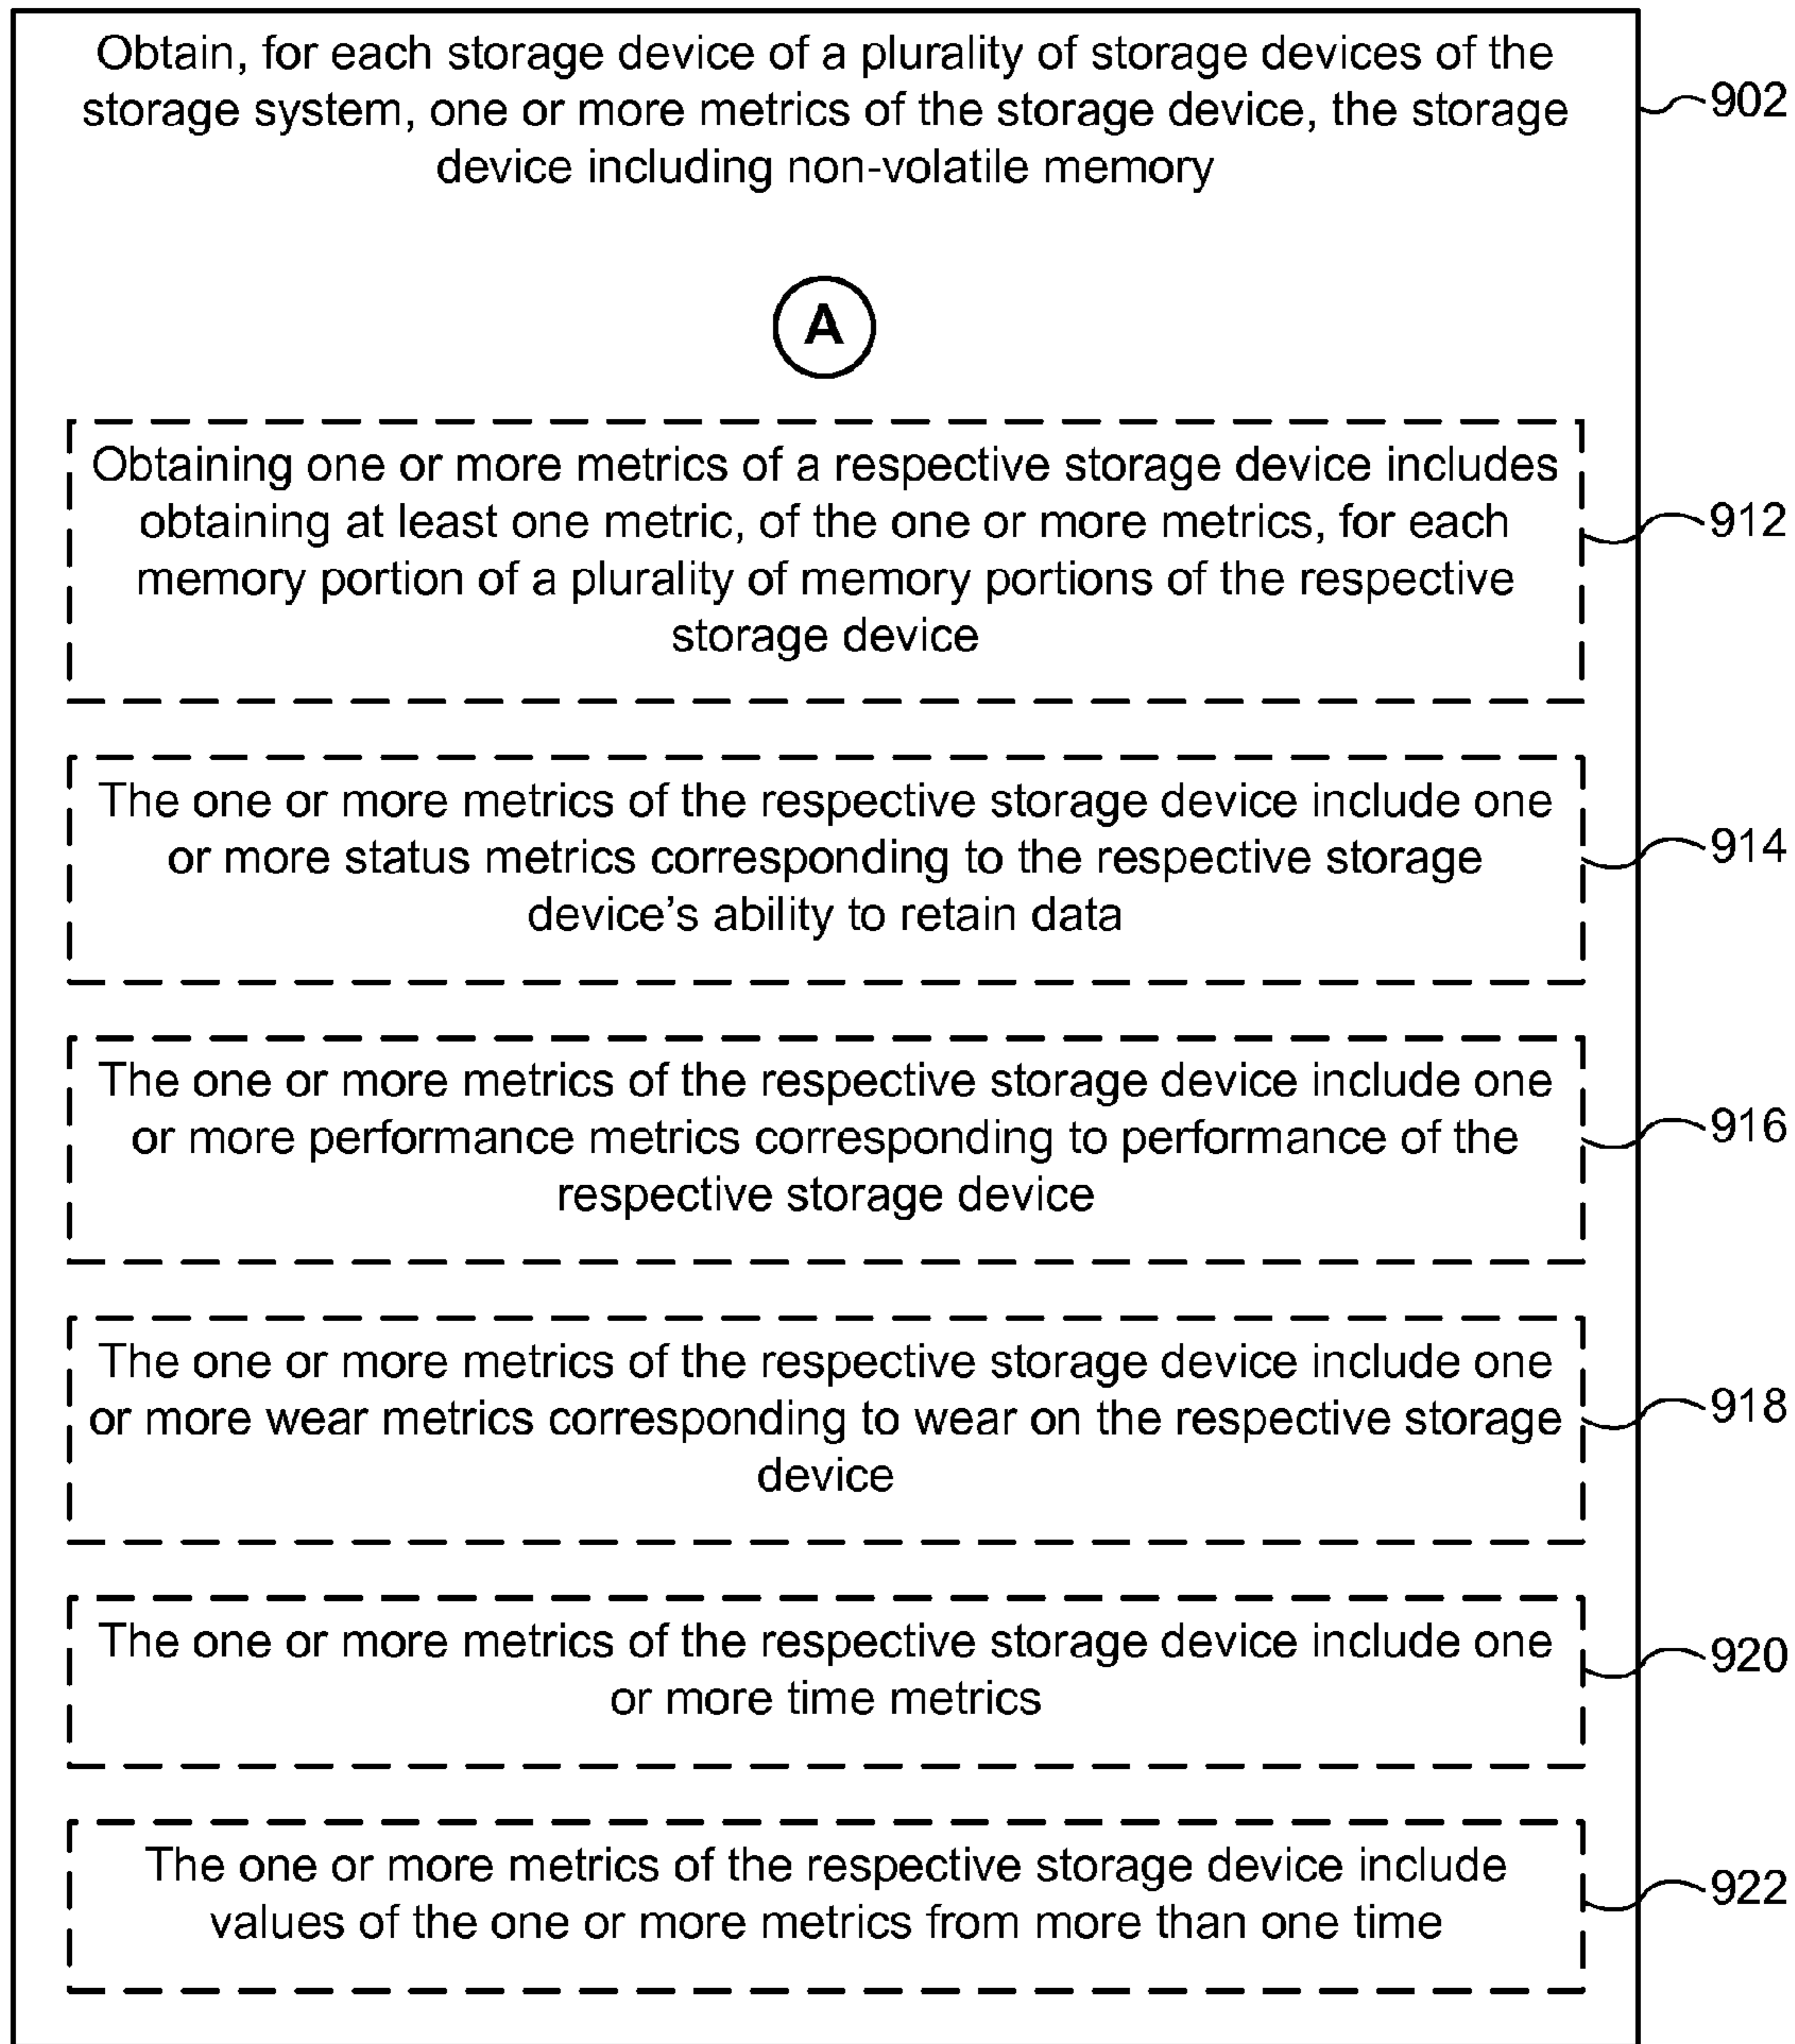 Obtain, for each storage device of a plurality of storage devices of the
storage system, one or more metrics of the storage device, the storage
device including non-volatile memory
902
A
Obtaining one or more metrics of a respective storage device includes
obtaining at least one metric, of the one or more metrics, for each
memory portion of a plurality of memory portions of the respective
storage device
912
The one or more metrics of the respective storage device include one
or more status metrics corresponding to the respective storage
device’s ability to retain data
914
The one or more metrics of the respective storage device include one
or more performance metrics corresponding to performance of the
respective storage device
916
The one or more metrics of the respective storage device include one
or more wear metrics corresponding to wear on the respective storage
device
918
The one or more metrics of the respective storage device include one
or more time metrics
920
The one or more metrics of the respective storage device include
values of the one or more metrics from more than one time
922